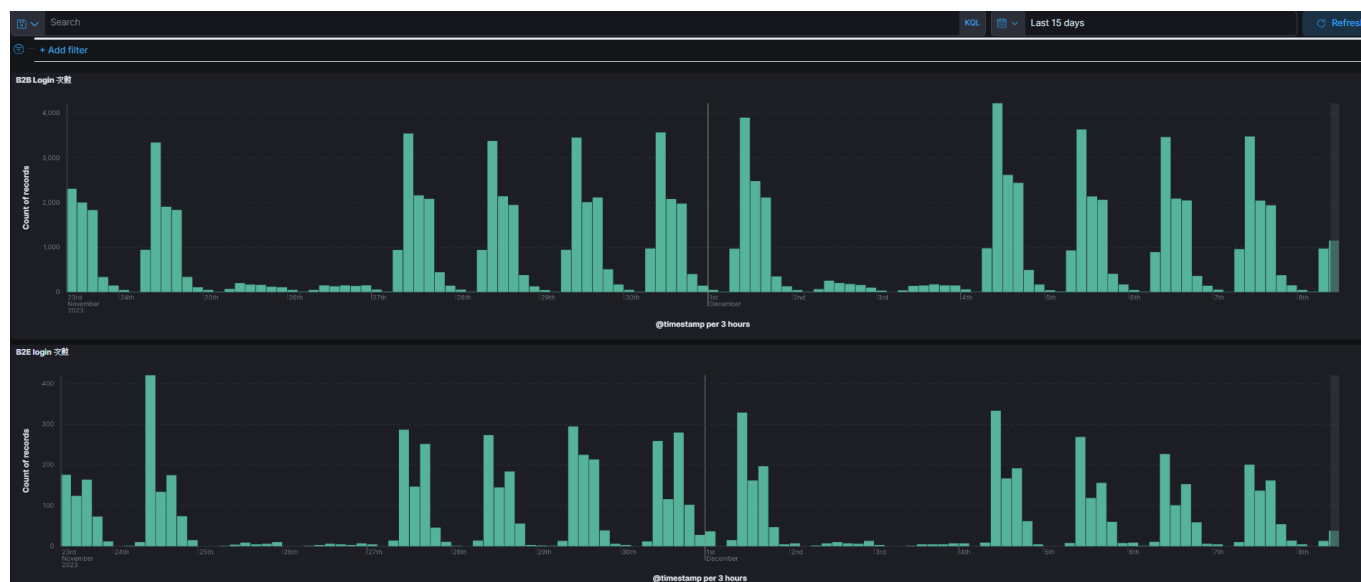 Search KQL Last 15 days Refresh
+ Add filter
B2B Login 次數
4,000
3,000
2,000
1,000
0
Count of records
23rd 24th 25th 26th 27th 28th 29th 30th 1st 2nd 3rd 4th 5th 6th 7th 8th
November December
2023
@timestamp per 3 hours
B2E login 次數
400
300
200
100
0
Count of records
23rd 24th 25th 26th 27th 28th 29th 30th 1st 2nd 3rd 4th 5th 6th 7th 8th
November December
2023
@timestamp per 3 hours